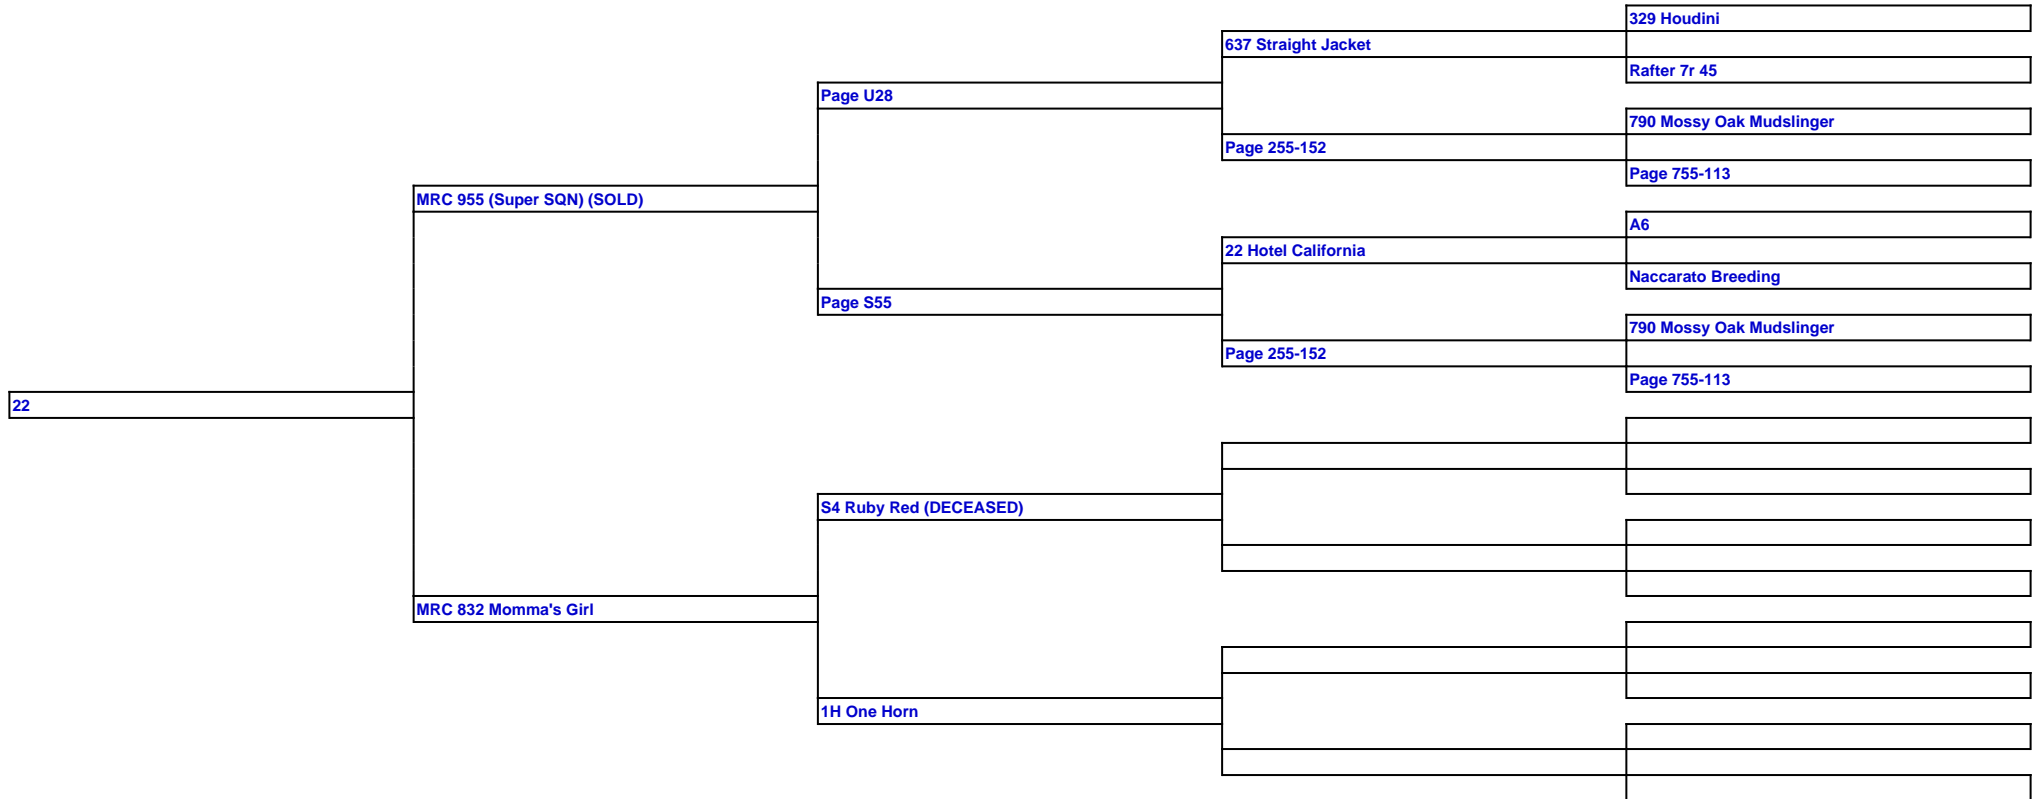 329 Houdini
637 Straight Jacket
Rafter 7r 45
Page U28
790 Mossy Oak Mudslinger
Page 255-152
Page 755-113
MRC 955 (Super SQN) (SOLD)
A6
22 Hotel California
Naccarato Breeding
Page S55
790 Mossy Oak Mudslinger
Page 255-152
Page 755-113
22
S4 Ruby Red (DECEASED)
MRC 832 Momma's Girl
1H One Horn